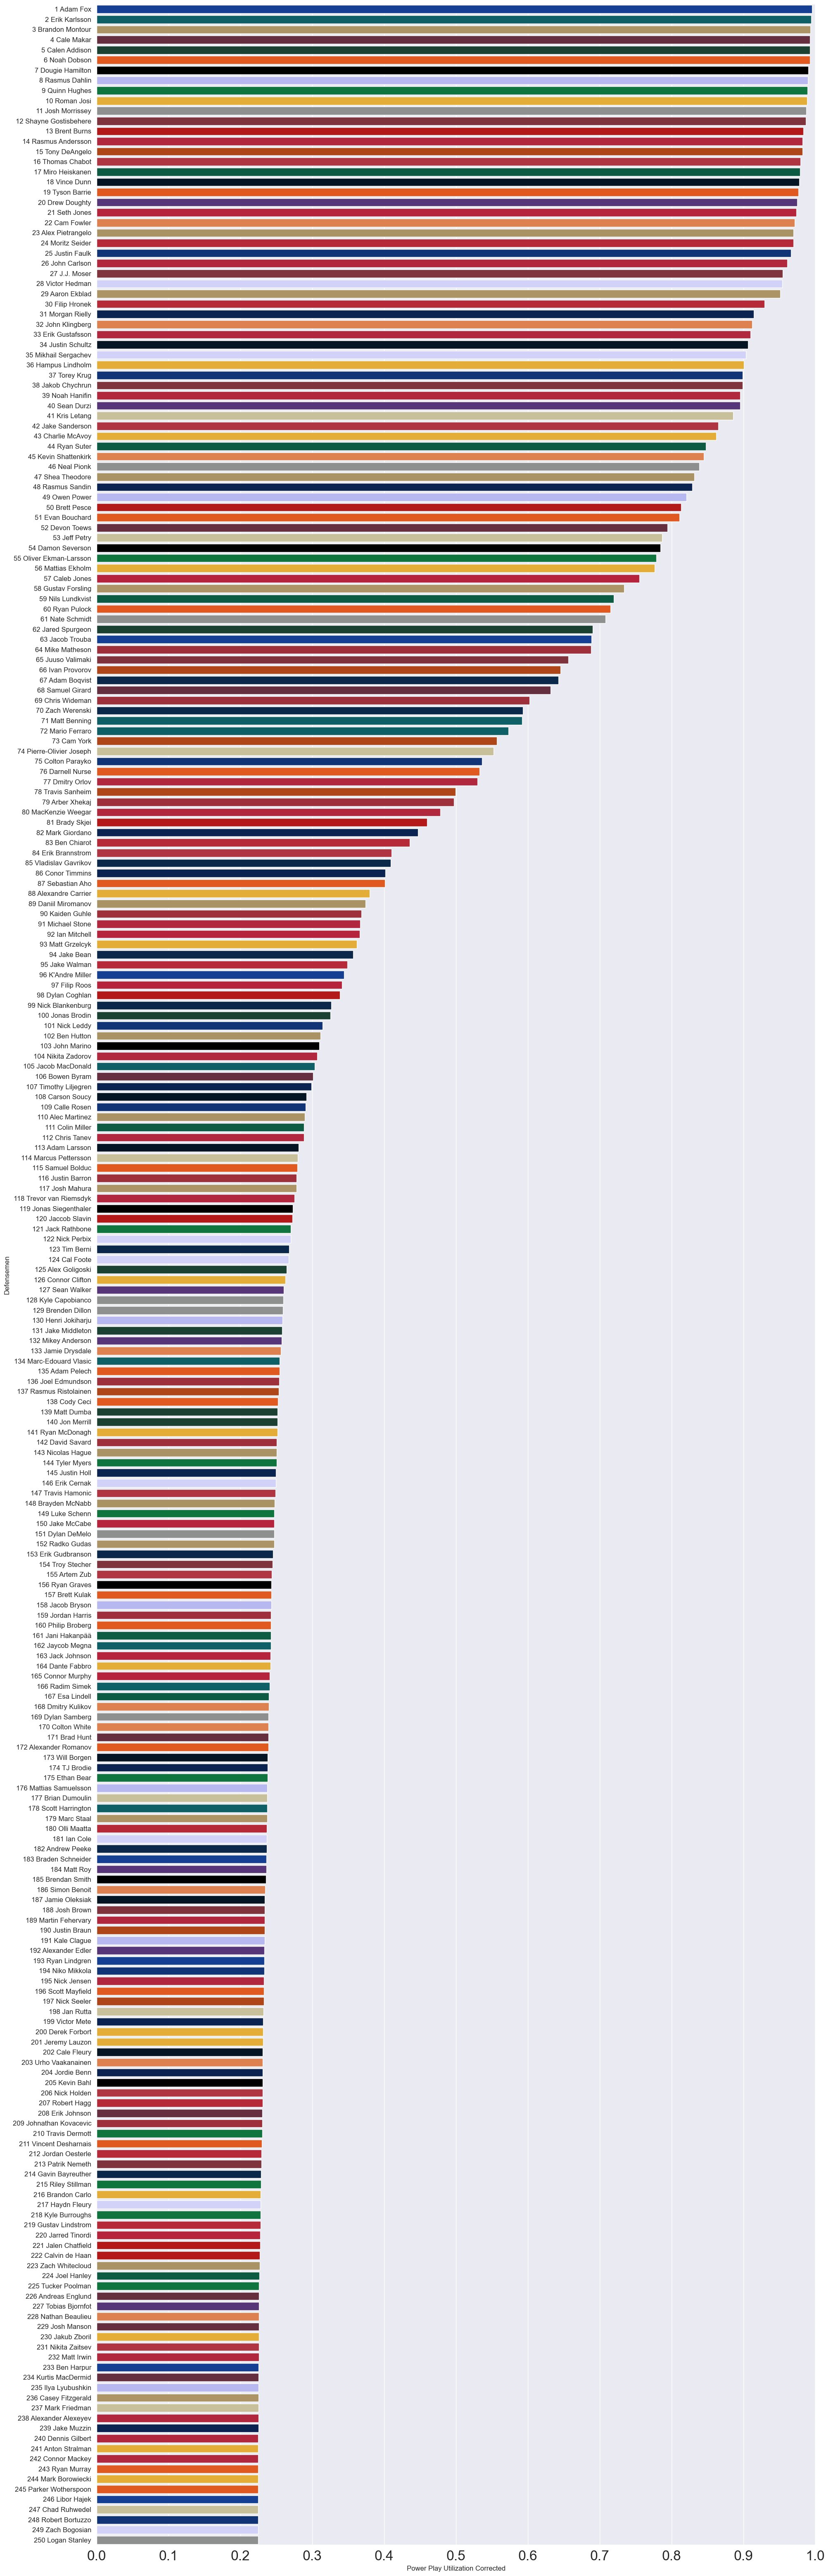 1 Adam Fox
2 Erik Karlsson
3 Brandon Montour
4 Cale Makar
5 Calen Addison
6 Noah Dobson
7 Dougie Hamilton
8 Rasmus Dahlin
9 Quinn Hughes
10 Roman Josi
11 Josh Morrissey
12 Shayne Gostisbehere
13 Brent Burns
14 Rasmus Andersson
15 Tony DeAngelo
16 Thomas Chabot
17 Miro Heiskanen
18 Vince Dunn
19 Tyson Barrie
20 Drew Doughty
21 Seth Jones
22 Cam Fowler
23 Alex Pietrangelo
24 Moritz Seider
25 Justin Faulk
26 John Carlson
27 J.J. Moser
28 Victor Hedman
29 Aaron Ekblad
30 Filip Hronek
31 Morgan Rielly
32 John Klingberg
33 Erik Gustafsson
34 Justin Schultz
35 Mikhail Sergachev
36 Hampus Lindholm
37 Torey Krug
38 Jakob Chychrun
39 Noah Hanifin
40 Sean Durzi
41 Kris Letang
42 Jake Sanderson
43 Charlie McAvoy
44 Ryan Suter
45 Kevin Shattenkirk
46 Neal Pionk
47 Shea Theodore
48 Rasmus Sandin
49 Owen Power
50 Brett Pesce
51 Evan Bouchard
52 Devon Toews
53 Jeff Petry
54 Damon Severson
55 Oliver Ekman-Larsson
56 Mattias Ekholm
57 Caleb Jones
58 Gustav Forsling
59 Nils Lundkvist
60 Ryan Pulock
61 Nate Schmidt
62 Jared Spurgeon
63 Jacob Trouba
64 Mike Matheson
65 Juuso Valimaki
66 Ivan Provorov
67 Adam Boqvist
68 Samuel Girard
69 Chris Wideman
70 Zach Werenski
71 Matt Benning
72 Mario Ferraro
73 Cam York
74 Pierre-Olivier Joseph
75 Colton Parayko
76 Darnell Nurse
77 Dmitry Orlov
78 Travis Sanheim
79 Arber Xhekaj
80 MacKenzie Weegar
81 Brady Skjei
82 Mark Giordano
83 Ben Chiarot
84 Erik Brannstrom
85 Vladislav Gavrikov
86 Conor Timmins
87 Sebastian Aho
88 Alexandre Carrier
89 Daniil Miromanov
90 Kaiden Guhle
91 Michael Stone
92 Ian Mitchell
93 Matt Grzelcyk
94 Jake Bean
95 Jake Walman
96 K'Andre Miller
97 Filip Roos
98 Dylan Coghlan
99 Nick Blankenburg
100 Jonas Brodin
101 Nick Leddy
102 Ben Hutton
103 John Marino
104 Nikita Zadorov
105 Jacob MacDonald
106 Bowen Byram
107 Timothy Liljegren
108 Carson Soucy
109 Calle Rosen
110 Alec Martinez
111 Colin Miller
112 Chris Tanev
113 Adam Larsson
114 Marcus Pettersson
115 Samuel Bolduc
116 Justin Barron
117 Josh Mahura
118 Trevor van Riemsdyk
119 Jonas Siegenthaler
120 Jaccob Slavin
121 Jack Rathbone
122 Nick Perbix
123 Tim Berni
124 Cal Foote
125 Alex Goligoski
126 Connor Clifton
127 Sean Walker
128 Kyle Capobianco
129 Brenden Dillon
130 Henri Jokiharju
131 Jake Middleton
132 Mikey Anderson
133 Jamie Drysdale
134 Marc-Edouard Vlasic
135 Adam Pelech
136 Joel Edmundson
137 Rasmus Ristolainen
138 Cody Ceci
139 Matt Dumba
140 Jon Merrill
141 Ryan McDonagh
142 David Savard
143 Nicolas Hague
144 Tyler Myers
145 Justin Holl
146 Erik Cernak
147 Travis Hamonic
148 Brayden McNabb
149 Luke Schenn
150 Jake McCabe
151 Dylan DeMelo
152 Radko Gudas
153 Erik Gudbranson
154 Troy Stecher
155 Artem Zub
156 Ryan Graves
157 Brett Kulak
158 Jacob Bryson
159 Jordan Harris
160 Philip Broberg
161 Jani Hakanpää
162 Jaycob Megna
163 Jack Johnson
164 Dante Fabbro
165 Connor Murphy
166 Radim Simek
167 Esa Lindell
168 Dmitry Kulikov
169 Dylan Samberg
170 Colton White
171 Brad Hunt
172 Alexander Romanov
173 Will Borgen
174 TJ Brodie
175 Ethan Bear
176 Mattias Samuelsson
177 Brian Dumoulin
178 Scott Harrington
179 Marc Staal
180 Olli Maatta
181 Ian Cole
182 Andrew Peeke
183 Braden Schneider
184 Matt Roy
185 Brendan Smith
186 Simon Benoit
187 Jamie Oleksiak
188 Josh Brown
189 Martin Fehervary
190 Justin Braun
191 Kale Clague
192 Alexander Edler
193 Ryan Lindgren
194 Niko Mikkola
195 Nick Jensen
196 Scott Mayfield
197 Nick Seeler
198 Jan Rutta
199 Victor Mete
200 Derek Forbort
201 Jeremy Lauzon
202 Cale Fleury
203 Urho Vaakanainen
204 Jordie Benn
205 Kevin Bahl
206 Nick Holden
207 Robert Hagg
208 Erik Johnson
209 Johnathan Kovacevic
210 Travis Dermott
211 Vincent Desharnais
212 Jordan Oesterle
213 Patrik Nemeth
214 Gavin Bayreuther
215 Riley Stillman
216 Brandon Carlo
217 Haydn Fleury
218 Kyle Burroughs
219 Gustav Lindstrom
220 Jarred Tinordi
221 Jalen Chatfield
222 Calvin de Haan
223 Zach Whitecloud
224 Joel Hanley
225 Tucker Poolman
226 Andreas Englund
227 Tobias Bjornfot
228 Nathan Beaulieu
229 Josh Manson
230 Jakub Zboril
231 Nikita Zaitsev
232 Matt Irwin
233 Ben Harpur
234 Kurtis MacDermid
235 Ilya Lyubushkin
236 Casey Fitzgerald
237 Mark Friedman
238 Alexander Alexeyev
239 Jake Muzzin
240 Dennis Gilbert
241 Anton Stralman
242 Connor Mackey
243 Ryan Murray
244 Mark Borowiecki
245 Parker Wotherspoon
246 Libor Hajek
247 Chad Ruhwedel
248 Robert Bortuzzo
249 Zach Bogosian
250 Logan Stanley
Defensemen
0.0 0.1 0.2 0.3 0.4 0.5 0.6 0.7 0.8 0.9 1.0
Power Play Utilization Corrected